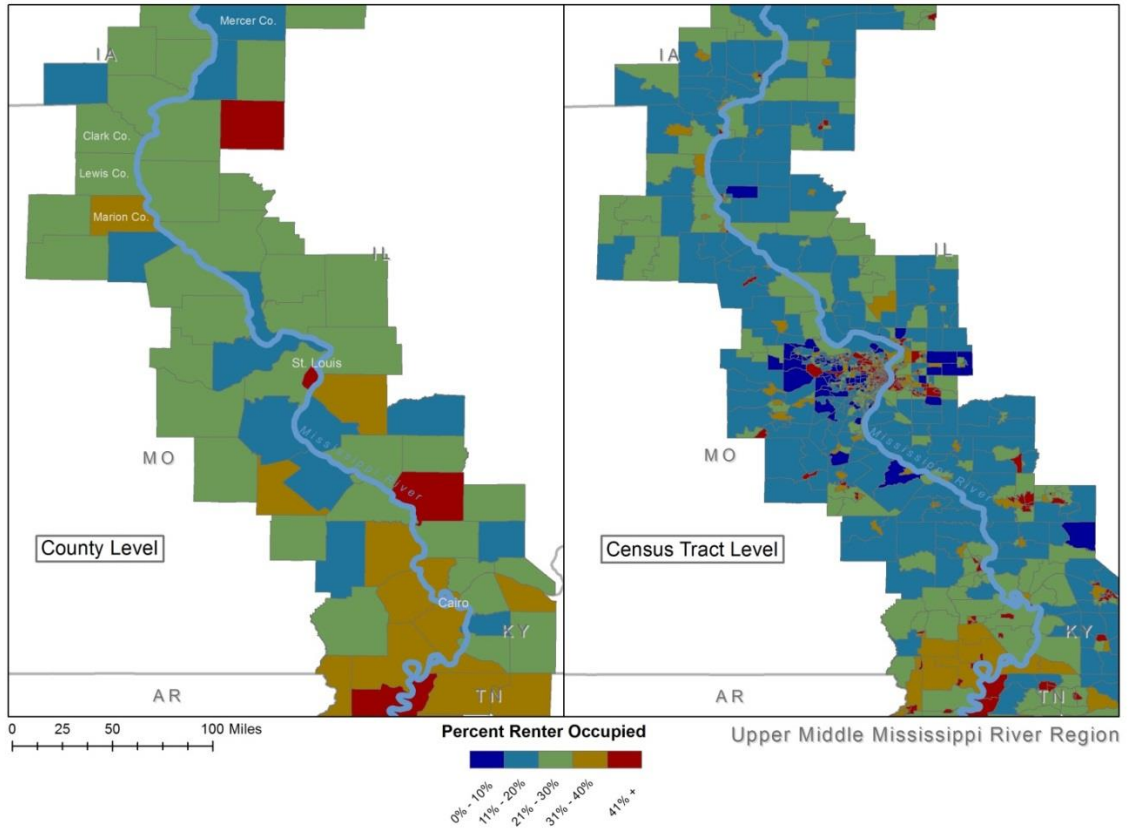 Mercer Co.
IA
Clark Co.
Lewis Co.
Marion Co.
IL
St. Louis
MO
Mississippi River
County Level
Cairo
KY
AR
TN
IA
IL
MO
Mississippi River
Census Tract Level
KY
AR
TN
0 25 50 100 Miles
Percent Renter Occupied
Upper Middle Mississippi River Region
0% - 10%
11% - 20%
21% - 30%
31% - 40%
41% +